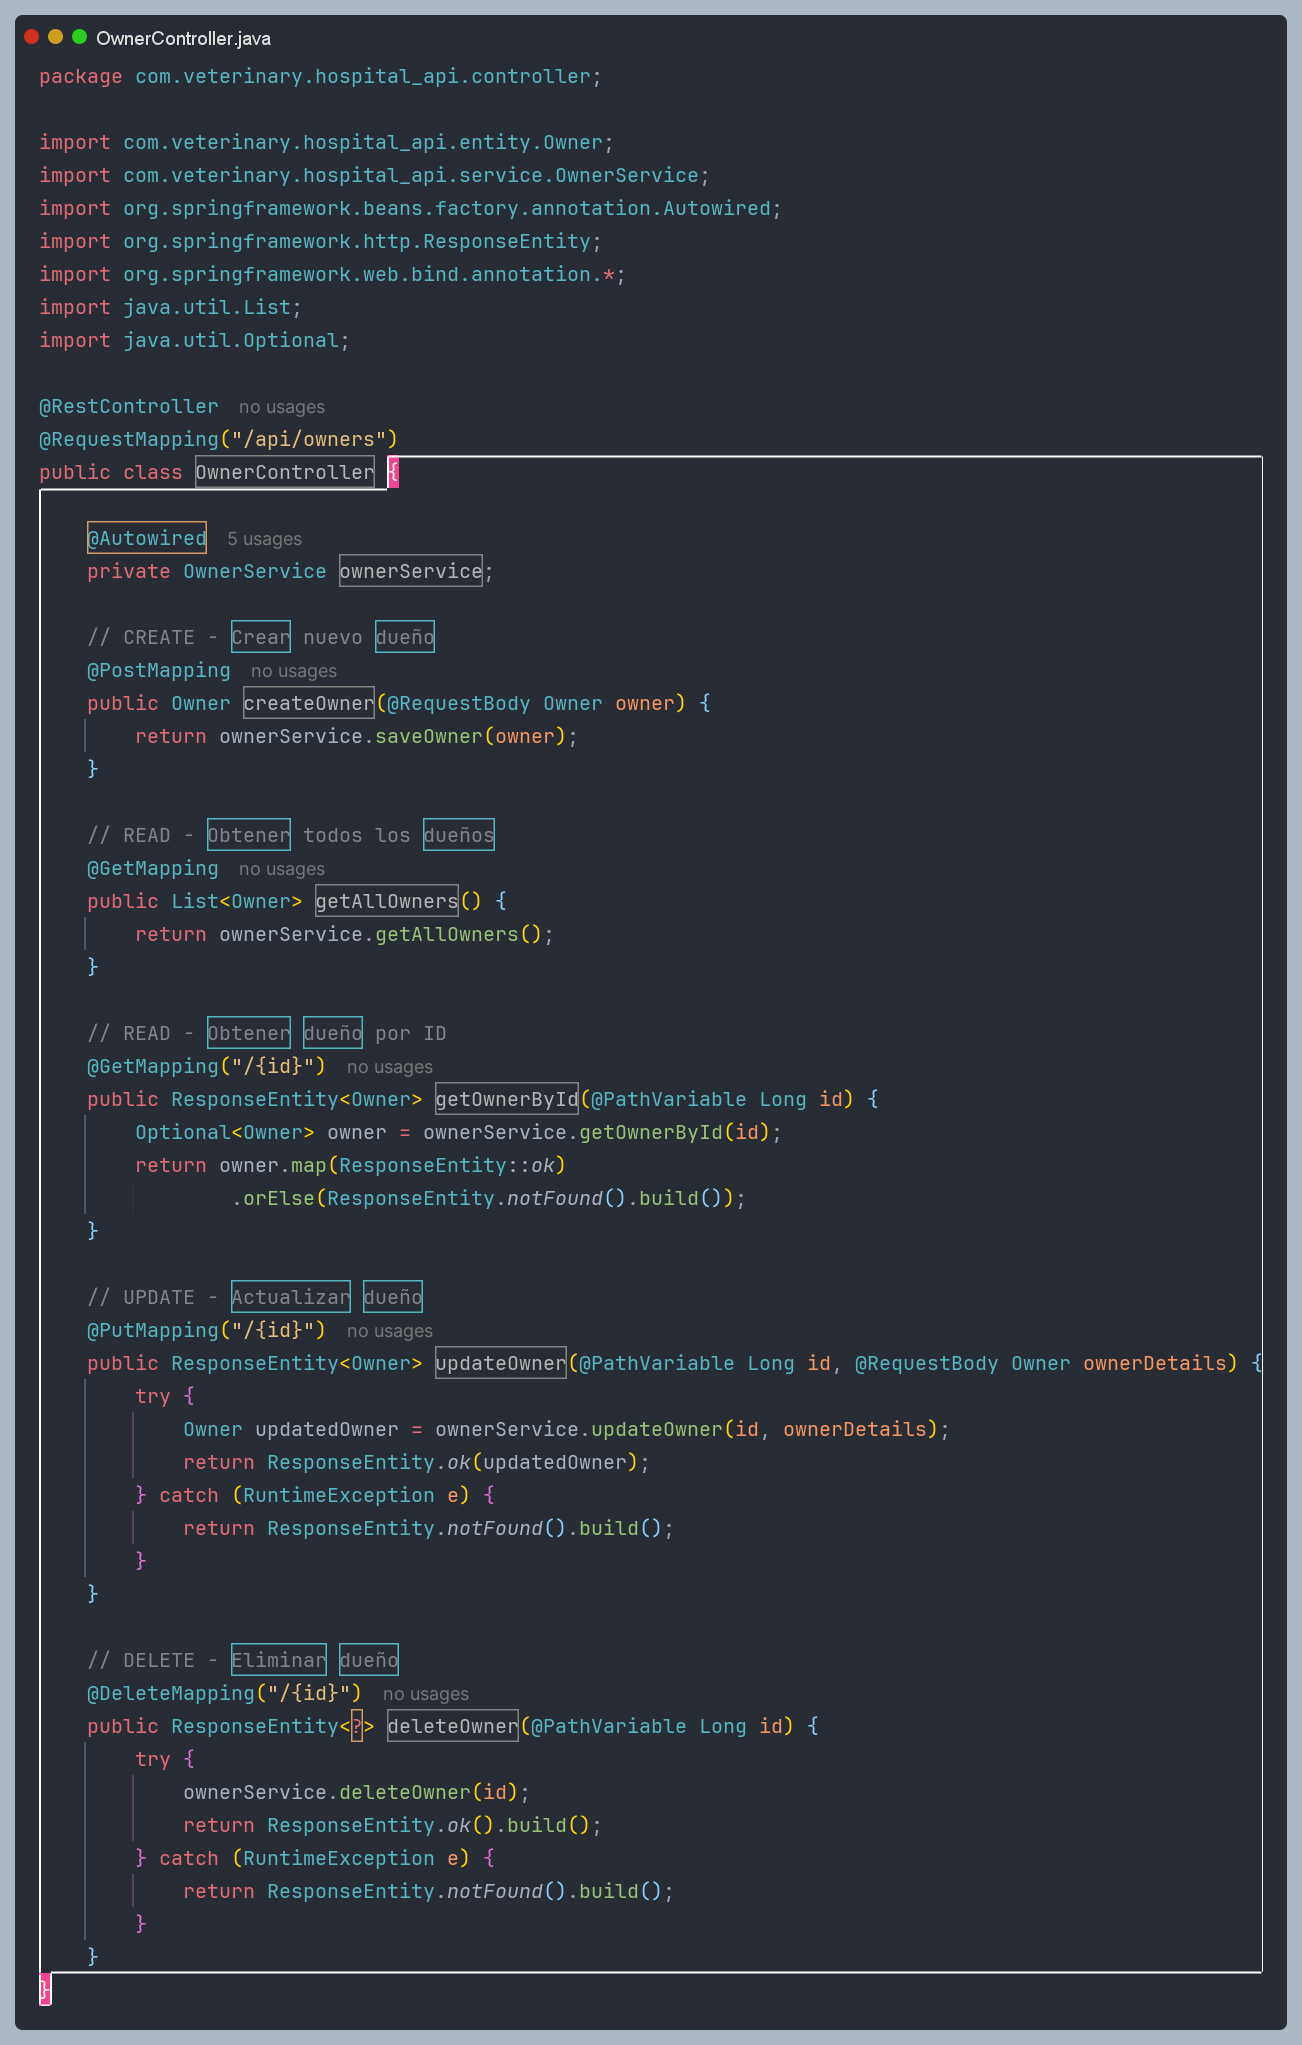 OwnerController.java
package com.veterinary.hospital_api.controller;
import com.veterinary.hospital_api.entity.Owner;
import com.veterinary.hospital_api.service.OwnerService;
import org.springframework.beans.factory.annotation.Autowired;
import org.springframework.http.ResponseEntity;
import org.springframework.web.bind.annotation.*;
import java.util.List;
import java.util.Optional;
@RestController no usages
@RequestMapping("/api/owners")
public class OwnerController {
@Autowired 5 usages
private OwnerService ownerService;
// CREATE - Crear nuevo dueño
@PostMapping no usages
public Owner createOwner(@RequestBody Owner owner) {
return ownerService.saveOwner(owner);
}
// READ - Obtener todos los dueños
@GetMapping no usages
public List<Owner> getAllOwners() {
return ownerService.getAllOwners();
}
// READ - Obtener dueño por ID
@GetMapping("/{id}") no usages
public ResponseEntity<Owner> getOwnerById(@PathVariable Long id) {
Optional<Owner> owner = ownerService.getOwnerById(id);
return owner.map(ResponseEntity::ok)
.orElse(ResponseEntity.notFound().build());
}
// UPDATE - Actualizar dueño
@PutMapping("/{id}") no usages
public ResponseEntity<Owner> updateOwner(@PathVariable Long id, @RequestBody Owner ownerDetails) {
try {
Owner updatedOwner = ownerService.updateOwner(id, ownerDetails);
return ResponseEntity.ok(updatedOwner);
} catch (RuntimeException e) {
return ResponseEntity.notFound().build();
}
}
// DELETE - Eliminar dueño
@DeleteMapping("/{id}") no usages
public ResponseEntity<?> deleteOwner(@PathVariable Long id) {
try {
ownerService.deleteOwner(id);
return ResponseEntity.ok().build();
} catch (RuntimeException e) {
return ResponseEntity.notFound().build();
}
}
}